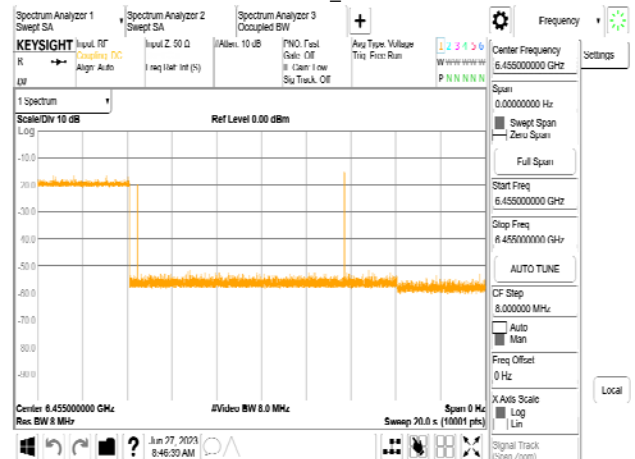 Spectrum Analyzer 1
Swept SA
Spectrum Analyzer 2
Swept SA
Spectrum Analyzer 3
Occupied BW
+
Frequency
KEYSIGHT
R
Input: RF
Coupling: DC
Align: Auto
Input Z: 50 Ω
Freq Ref: Int (S)
#Atten: 10 dB
PNO: Fast
Gate: Off
IF Gain: Low
Sig Track: Off
Avg Type: Voltage
Trig: Free Run
1 2 3 4 5 6
W W W W W W
P N N N N N
Center Frequency
6.455000000 GHz
Settings
Span
0.00000000 Hz
Swept Span
Zero Span
Full Span
Start Freq
6.455000000 GHz
Stop Freq
6.455000000 GHz
AUTO TUNE
CF Step
8.000000 MHz
Auto
Man
Freq Offset
0 Hz
X Axis Scale
Log
Lin
Signal Track
(Span Zoom)
Local
1 Spectrum
Scale/Div 10 dB
Ref Level 0.00 dBm
Log
-10.0
-20.0
-30.0
-40.0
-50.0
-60.0
-70.0
-80.0
-90.0
Center 6.455000000 GHz
#Video BW 8.0 MHz
Span 0 Hz
Res BW 8 MHz
Sweep 20.0 s (10001 pts)
?
Jun 27, 2023
8:46:39 AM